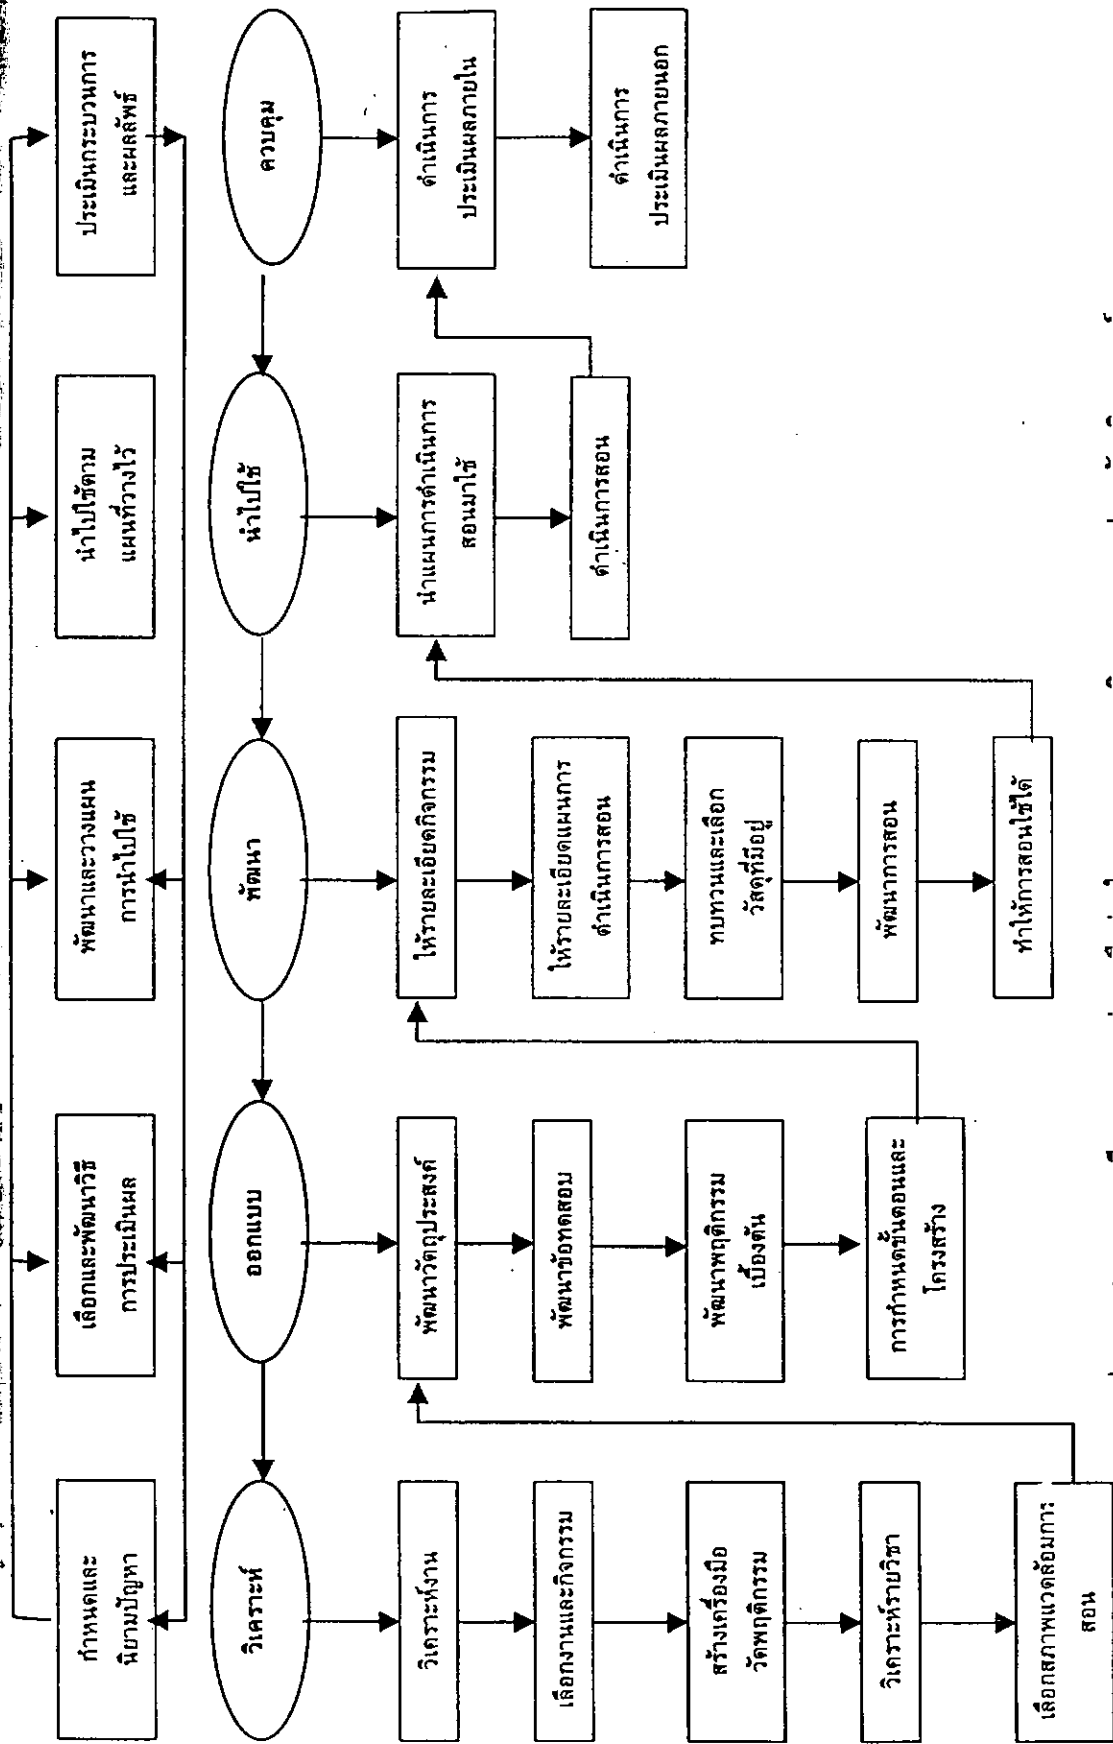 กำหนดและ
นิยามปัญหา
เลือกและพัฒนาวิธี
การประเมินผล
พัฒนาและวางแผน
การนำไปใช้
นำไปใช้ตาม
แผนที่วางไว้
ประเมินกระบวนการ
และผลลัพธ์
วิเคราะห์
ออกแบบ
พัฒนา
นำไปใช้
ควบคุม
วิเคราะห์งาน
เลือกงานและกิจกรรม
สร้างเครื่องมือ
วัดพฤติกรรม
วิเคราะห์รายวิชา
เลือกสภาพแวดล้อมการ
สอน
พัฒนาวัตถุประสงค์
พัฒนาข้อทดสอบ
พัฒนาพฤติกรรม
เบื้องต้น
การกำหนดขั้นตอนและ
โครงสร้าง
ให้รายละเอียดกิจกรรม
ให้รายละเอียดแผนการ
ดำเนินการสอน
ทบทวนและเลือก
วัสดุที่มีอยู่
พัฒนาการสอน
ทำให้การสอนใช้ได้
นำแผนการดำเนินการ
สอนมาใช้
ดำเนินการสอน
ดำเนินการ
ประเมินผลภายใน
ดำเนินการ
ประเมินผลภายนอก